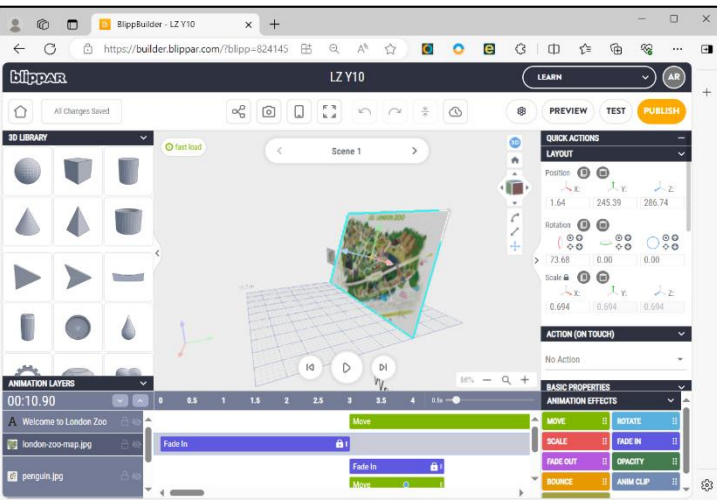 BlippBuilder - LZ Y10
https://builder.blippar.com/?blipp=824145
blippar
LZ Y10
LEARN
AR
All Changes Saved
PREVIEW
TEST
PUBLISH
3D LIBRARY
fast load
Scene 1
3D
QUICK ACTIONS
LAYOUT
Position
X: Y: Z:
1.64 245.39 286.74
Rotation
73.68 0.00 0.00
Scale
X: Y: Z:
0.694 0.694 0.694
ACTION (ON TOUCH)
No Action
BASIC PROPERTIES
86%
ANIMATION LAYERS
00:10.90
0 0.5 1 1.5 2 2.5 3 3.5 4 0.5x
ANIMATION EFFECTS
A Welcome to London Zoo
Move
MOVE
ROTATE
london-zoo-map.jpg
Fade In
SCALE
FADE IN
penguin.jpg
Fade In
FADE OUT
OPACITY
Move
BOUNCE
ANIM CLIP